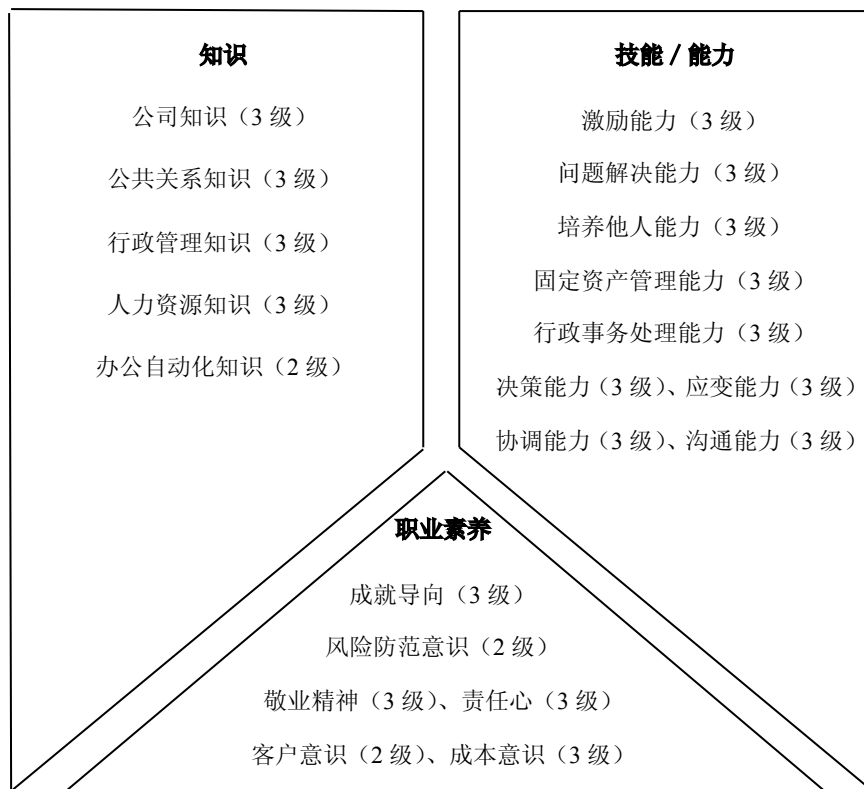 知识
公司知识（3 级）
公共关系知识（3 级）
行政管理知识（3 级）
人力资源知识（3 级）
办公自动化知识（2 级）
技能 / 能力
激励能力（3 级）
问题解决能力（3 级）
培养他人能力（3 级）
固定资产管理能力（3 级）
行政事务处理能力（3 级）
决策能力（3 级）、应变能力（3 级）
协调能力（3 级）、沟通能力（3 级）
职业素养
成就导向（3 级）
风险防范意识（2 级）
敬业精神（3 级）、责任心（3 级）
客户意识（2 级）、成本意识（3 级）